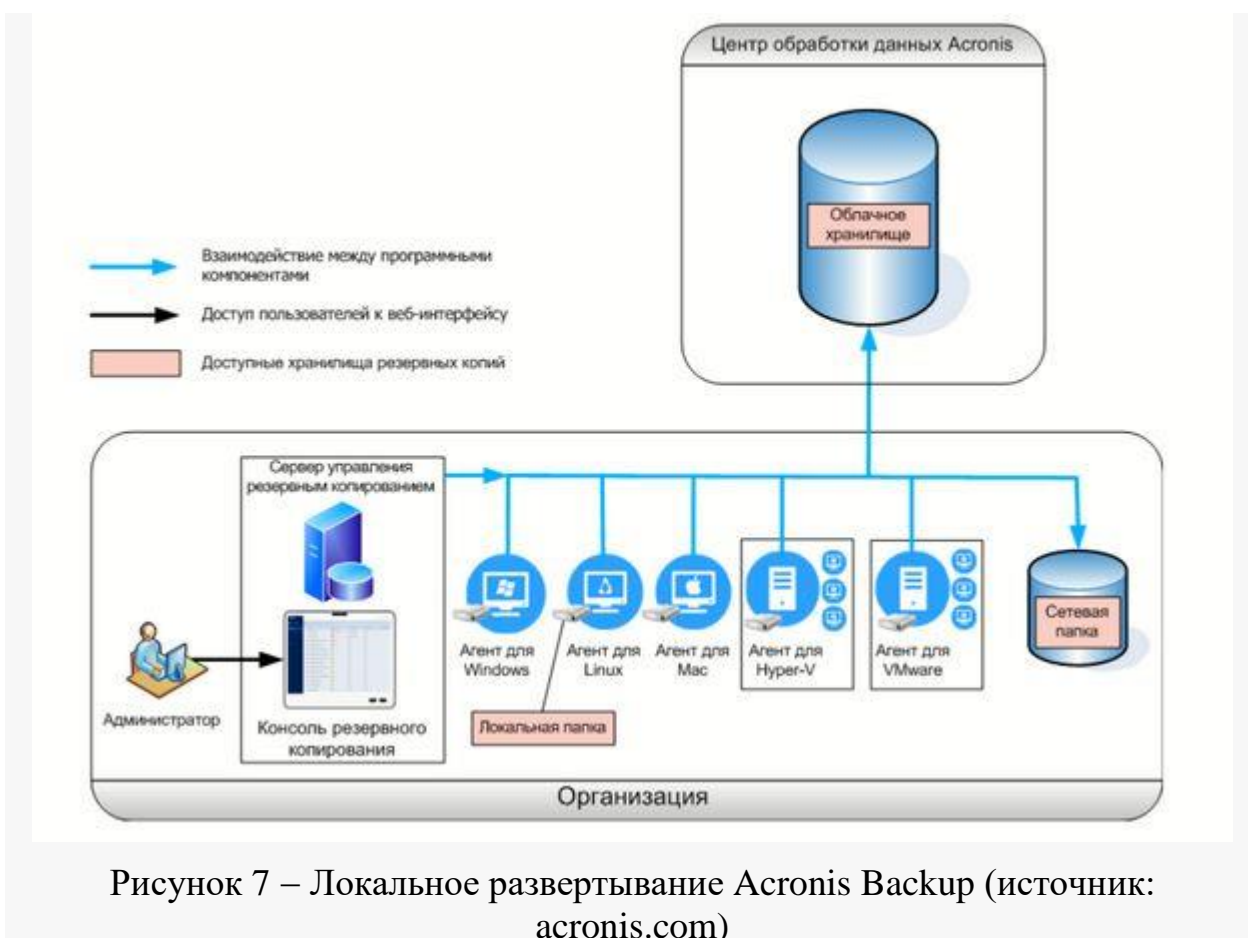 Центр обработки данных Acronis
Облачное
хранилище
Взаимодействие между программными
компонентами
Доступ пользователей к веб-интерфейсу
Доступные хранилища резервных копий
Сервер управления
резервным копированием
Администратор
Консоль резервного
копирования
Агент для
Windows
Агент для
Linux
Агент для
Mac
Агент для
Hyper-V
Агент для
VMware
Сетевая
папка
Локальная папка
Организация
Рисунок 7 – Локальное развертывание Acronis Backup (источник:
acronis.com)